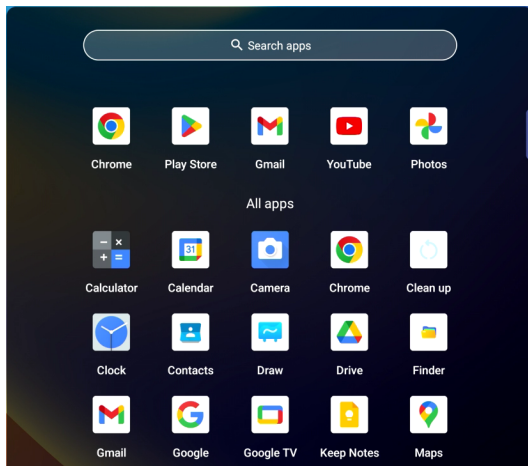 Search apps
Chrome Play Store Gmail YouTube Photos
All apps
31
Calculator Calendar Camera Chrome Clean up
Clock Contacts Draw Drive Finder
Gmail Google Google TV Keep Notes Maps